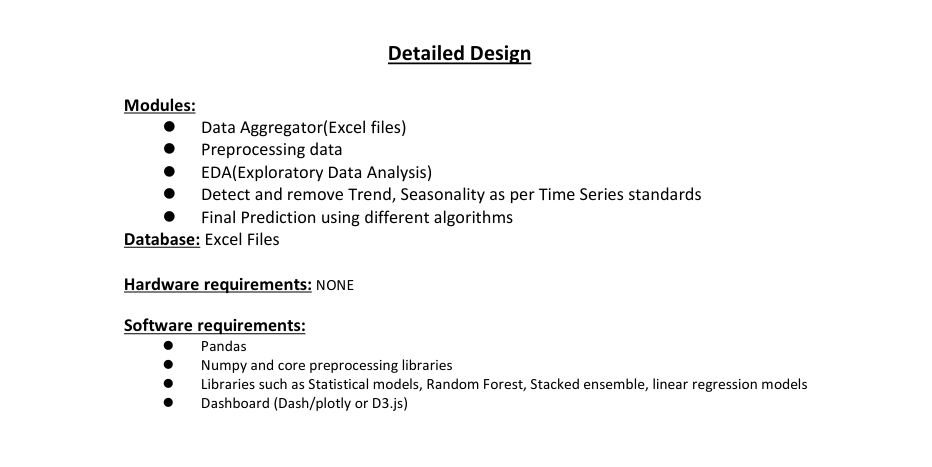 Detailed Design
Modules:
● Data Aggregator(Excel files)
● Preprocessing data
● EDA(Exploratory Data Analysis)
● Detect and remove Trend, Seasonality as per Time Series standards
● Final Prediction using different algorithms
Database: Excel Files
Hardware requirements: NONE
Software requirements:
● Pandas
● Numpy and core preprocessing libraries
● Libraries such as Statistical models, Random Forest, Stacked ensemble, linear regression models
● Dashboard (Dash/plotly or D3.js)